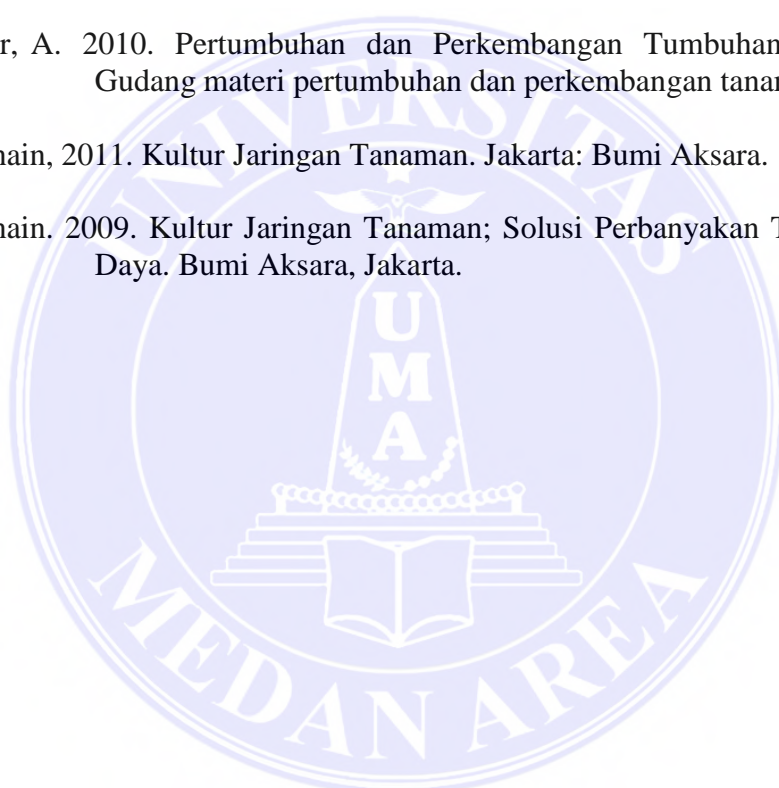 r, A. 2010. Pertumbuhan dan Perkembangan Tumbuhan
Gudang materi pertumbuhan dan perkembangan
nain, 2011. Kultur Jaringan Tanaman. Jakarta: Bumi Aksara.
nain. 2009. Kultur Jaringan Tanaman; Solusi Perbanyakan T
Daya. Bumi Aksara, Jakarta.
UNIVERSITAS
U
M
A
MEDAN AREA